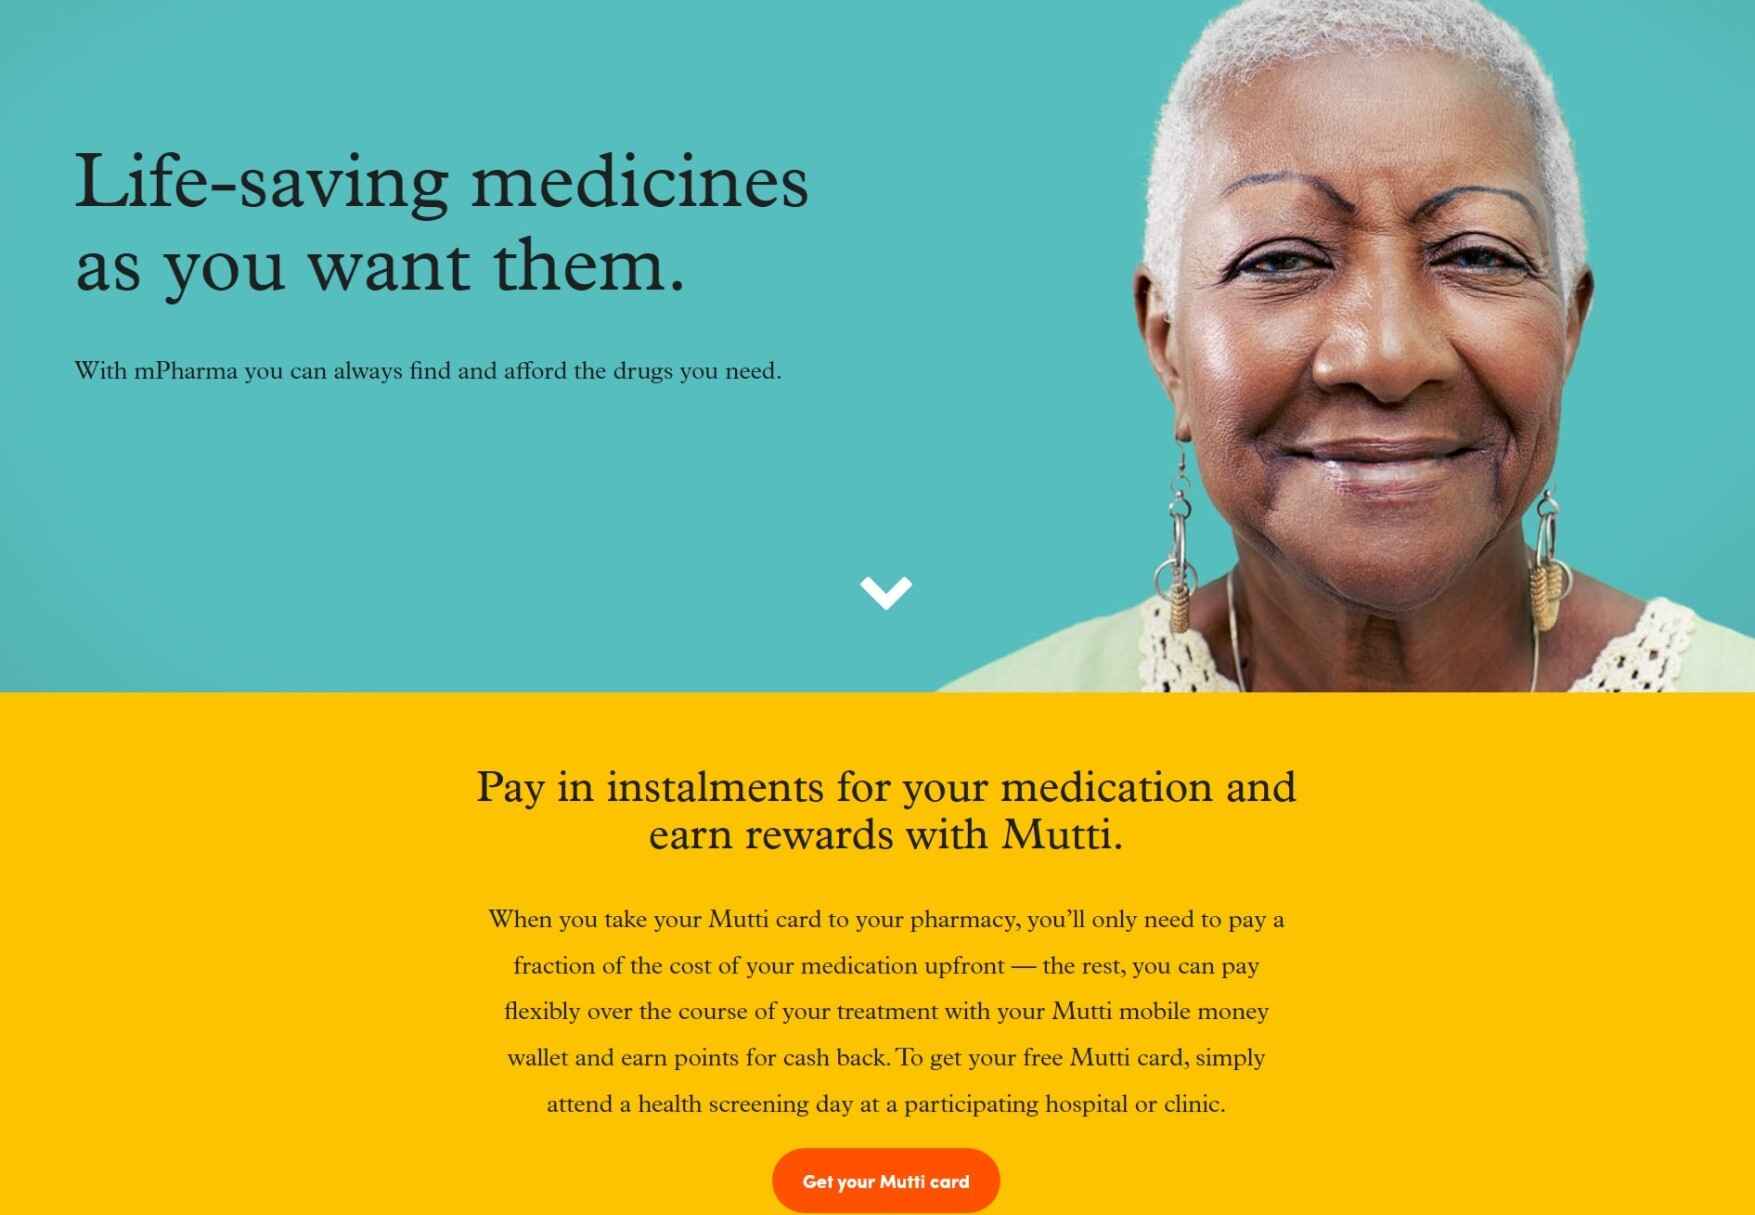 Life-saving medicines
as you want them.
With mPharma you can always find and afford the drugs you need.
Pay in instalments for your medication and
earn rewards with Mutti.
When you take your Mutti card to your pharmacy, you’ll only need to pay a
fraction of the cost of your medication upfront — the rest, you can pay
flexibly over the course of your treatment with your Mutti mobile money
wallet and earn points for cash back. To get your free Mutti card, simply
attend a health screening day at a participating hospital or clinic.
Get your Mutti card